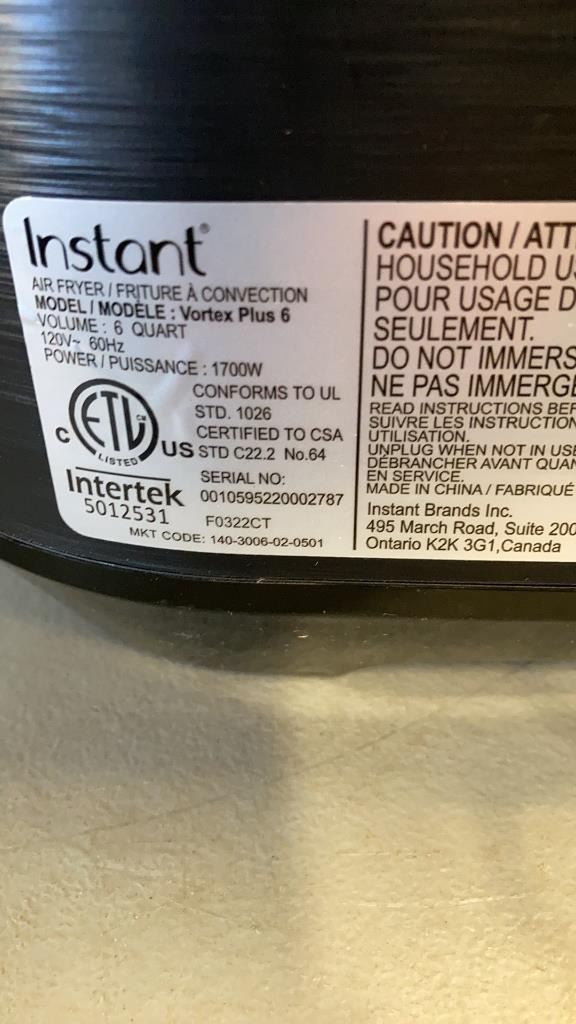 Instant®
AIR FRYER / FRITURE À CONVECTION
MODEL / MODÈLE : Vortex Plus 6
VOLUME : 6 QUART
120V~ 60Hz
POWER / PUISSANCE : 1700W
C ETL CM LISTED US
CONFORMS TO UL
STD. 1026
CERTIFIED TO CSA
STD C22.2 No.64
Intertek
5012531
SERIAL NO:
0010595220002787
F0322CT
MKT CODE: 140-3006-02-0501
CAUTION / ATT
HOUSEHOLD U
POUR USAGE D
SEULEMENT.
DO NOT IMMERS
NE PAS IMMERGE
READ INSTRUCTIONS BEF
SUIVRE LES INSTRUCTION
UTILISATION.
UNPLUG WHEN NOT IN USE
DÉBRANCHER AVANT QUAN
EN SERVICE.
MADE IN CHINA / FABRIQUÉ
Instant Brands Inc.
495 March Road, Suite 200
Ontario K2K 3G1,Canada